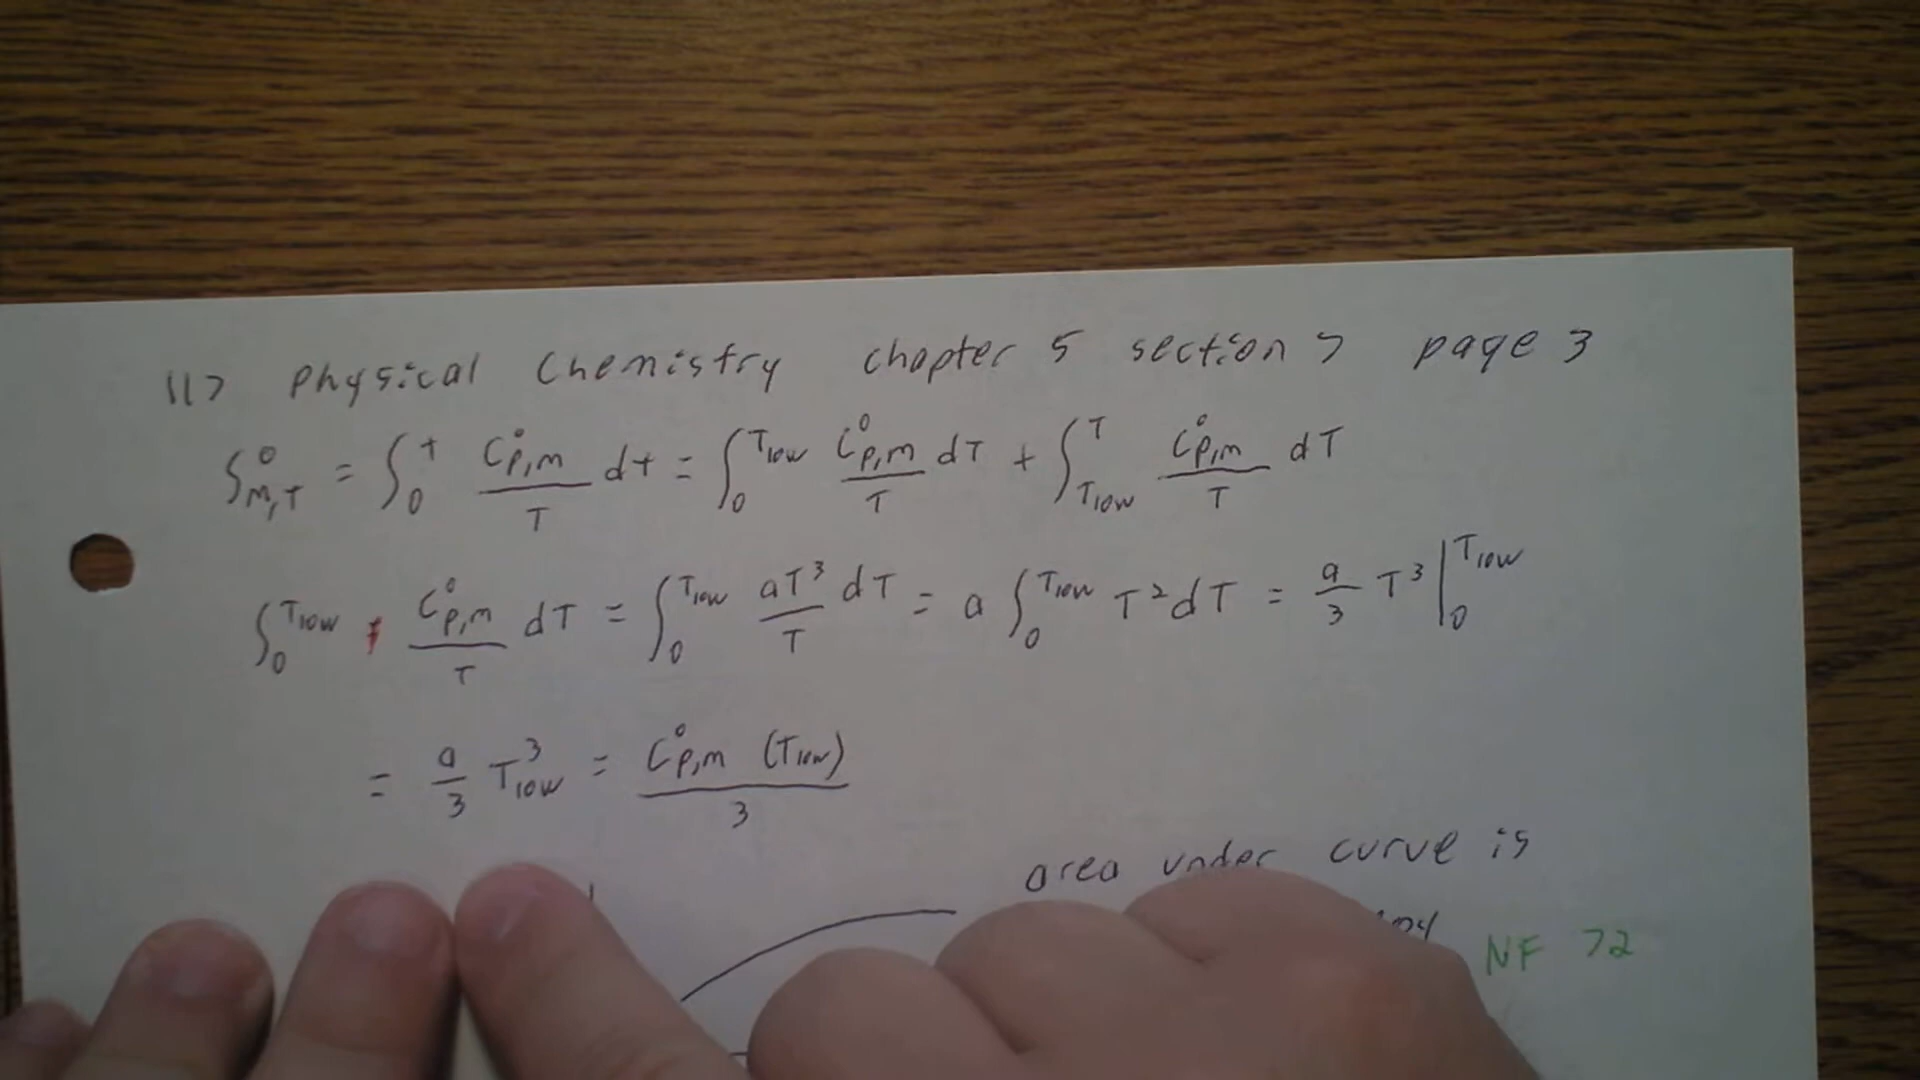 117 Physical Chemistry chapter 5 section 7 page 3
S°m,T = ∫₀ᵀ C°p,m/T dt = ∫₀^Tlow C°p,m/T dT + ∫Tlow^T C°p,m/T dT
∫₀^Tlow C°p,m/T dT = ∫₀^Tlow aT³/T dT = a ∫₀^Tlow T² dT = a/3 T³ |₀^Tlow
= a/3 T³low = C°p,m (Tlow)/3
area under curve is
NF 72